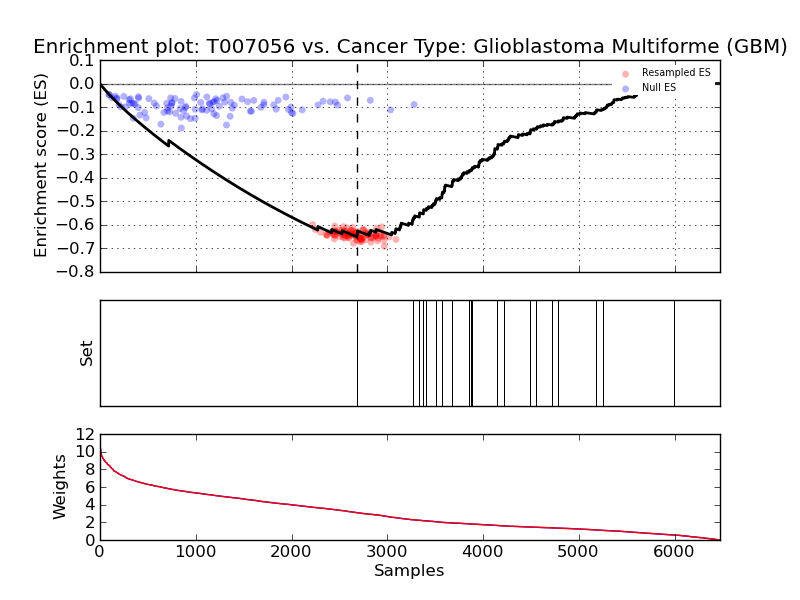 Enrichment plot: T007056 vs. Cancer Type: Glioblastoma Multiforme (GBM)
0.1
0.0
−0.1
−0.2
−0.3
−0.4
−0.5
−0.6
−0.7
−0.8
Enrichment score (ES)
Resampled ES
Null ES
Set
12
10
8
6
4
2
0
Weights
0 1000 2000 3000 4000 5000 6000
Samples